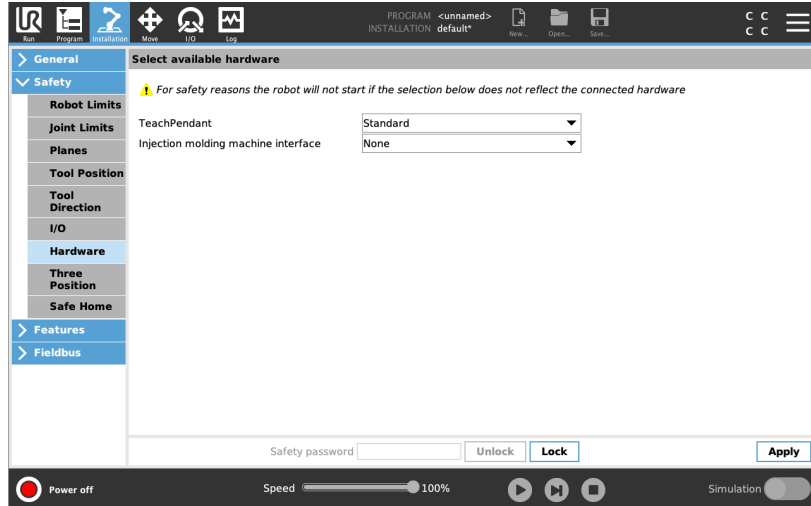 UR
Run
Program
Installation
Move
I/O
Log
PROGRAM <unnamed>
INSTALLATION default*
New...
Open...
Save...
C C
C C
General
Safety
Robot Limits
Joint Limits
Planes
Tool Position
Tool
Direction
I/O
Hardware
Three
Position
Safe Home
Features
Fieldbus
Select available hardware
For safety reasons the robot will not start if the selection below does not reflect the connected hardware
TeachPendant Standard
Injection molding machine interface None
Safety password Unlock Lock Apply
Power off Speed 100% Simulation